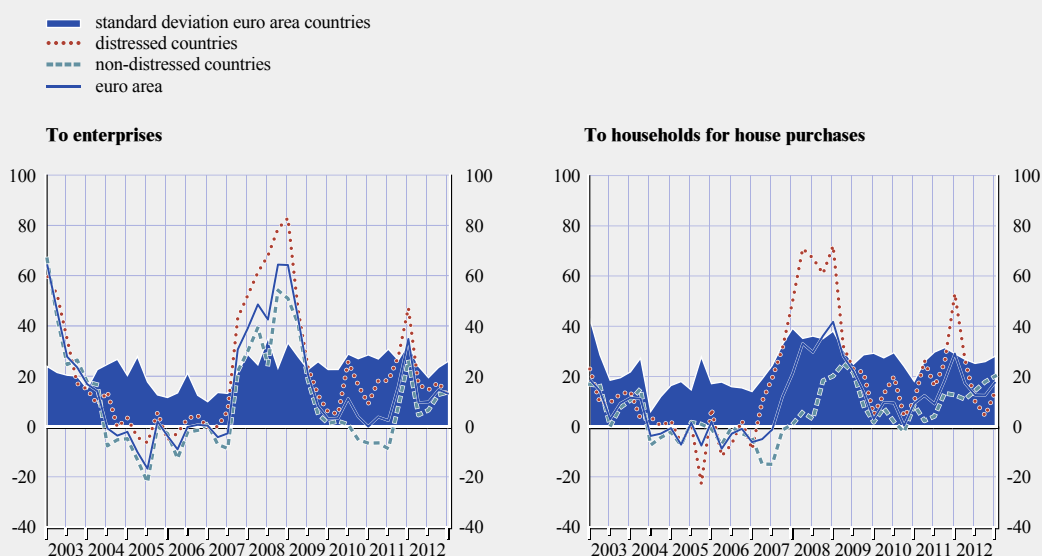 standard deviation euro area countries
distressed countries
non-distressed countries
euro area
To enterprises
To households for house purchases
100 100 100 100
80 80 80 80
60 60 60 60
40 40 40 40
20 20 20 20
0 0 0 0
-20 -20 -20 -20
-40 -40 -40 -40
2003 2004 2005 2006 2007 2008 2009 2010 2011 2012 2003 2004 2005 2006 2007 2008 2009 2010 2011 2012